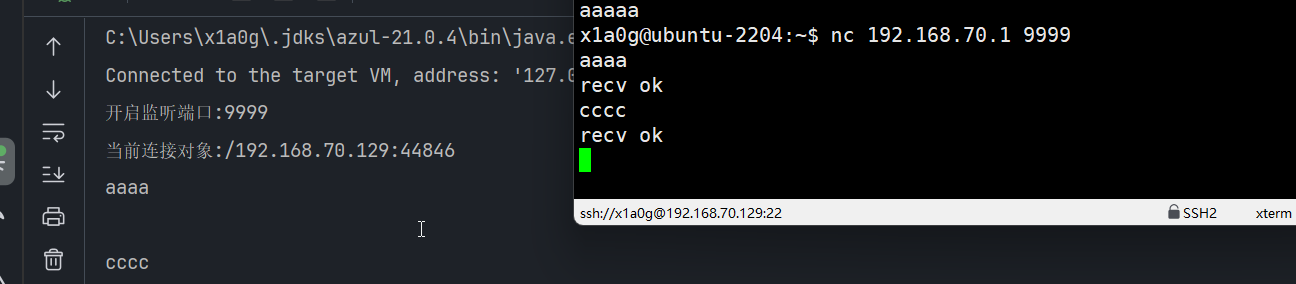 C:\Users\x1a0g\.jdks\azul-21.0.4\bin\java.e
Connected to the target VM, address: '127.0
开启监听端口:9999
当前连接对象:/192.168.70.129:44846
aaaa
cccc
aaaaa
x1a0g@ubuntu-2204:~$ nc 192.168.70.1 9999
aaaa
recv ok
cccc
recv ok
ssh://x1a0g@192.168.70.129:22
SSH2
xterm